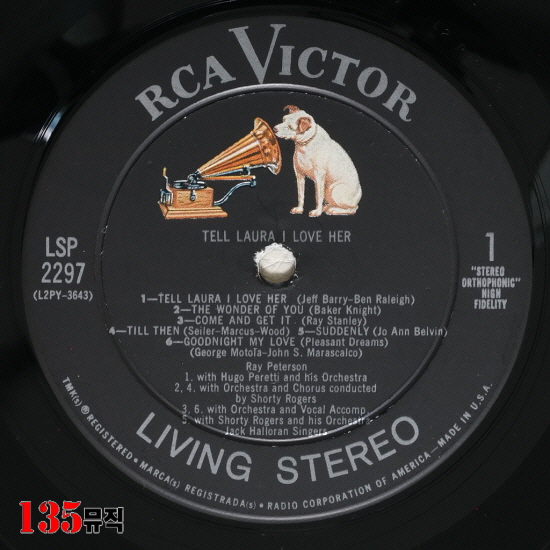 RCA VICTOR
TELL LAURA I LOVE HER
LSP
2297
(L2PY-3643)
1
"STEREO
ORTHOPHONIC"
HIGH
FIDELITY
1—TELL LAURA I LOVE HER (Jeff Barry-Ben Raleigh)
2—THE WONDER OF YOU (Baker Knight)
3—COME AND GET IT (Ray Stanley)
4—TILL THEN (Seiler-Marcus-Wood) 5—SUDDENLY (Jo Ann Belvin)
6—GOODNIGHT MY LOVE (Pleasant Dreams)
(George Motola-John S. Marascalco)
Ray Peterson
1. with Hugo Peretti and his Orchestra
2, 4. with Orchestra and Chorus conducted
by Shorty Rogers
3, 6. with Orchestra and Vocal Accomp
5. with Shorty Rogers and his Orchestra
Jack Halloran Singers
LIVING STEREO
TMK(s) ® REGISTERED • MARCA(s) REGISTRADA(s) • RADIO CORPORATION OF AMERICA—MADE IN U.S.A.
135뮤직